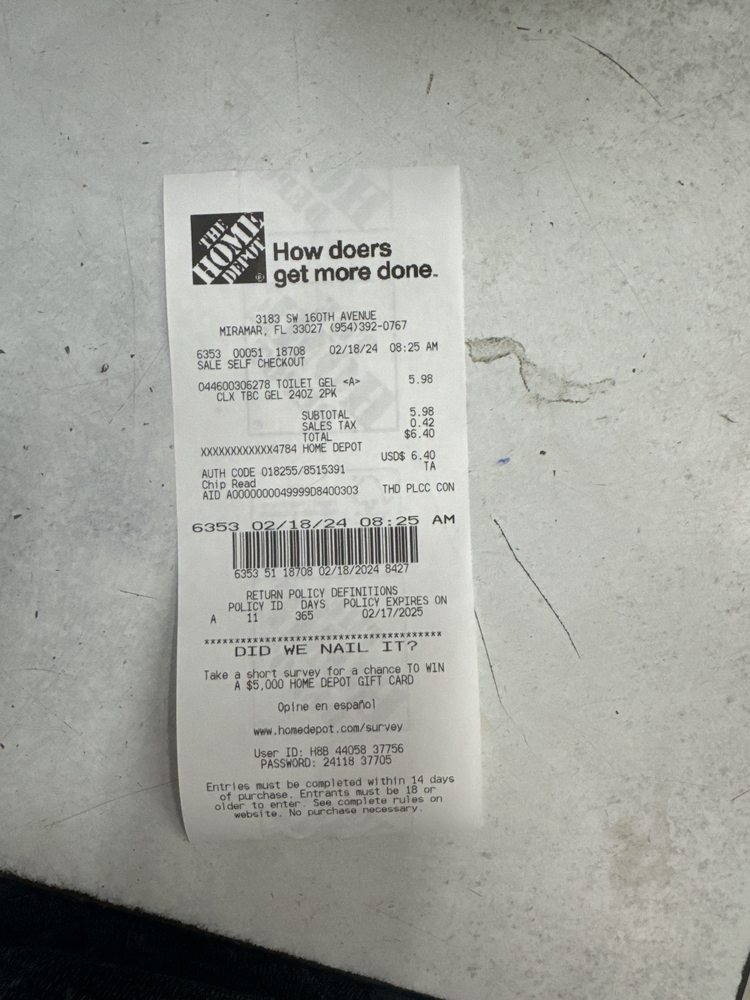 THE
HOME
DEPOT
How doers
get more done.
3183 SW 160TH AVENUE
MIRAMAR, FL 33027 (954)392-0767
6353 00051 18708 02/18/24 08:25 AM
SALE SELF CHECKOUT
044600306278 TOILET GEL <A> 5.98
CLX TBC GEL 24OZ 2PK
SUBTOTAL 5.98
SALES TAX 0.42
TOTAL $6.40
XXXXXXXXXXXX4784 HOME DEPOT
USD$ 6.40
AUTH CODE 018255/8515391 TA
Chip Read
AID A0000000049999D8400303 THD PLCC CON
6353 02/18/24 08:25 AM
6353 51 18708 02/18/2024 8427
RETURN POLICY DEFINITIONS
POLICY ID DAYS POLICY EXPIRES ON
A 11 365 02/17/2025
******************************************
DID WE NAIL IT?
Take a short survey for a chance TO WIN
A $5,000 HOME DEPOT GIFT CARD
Opine en español
www.homedepot.com/survey
User ID: H8B 44058 37756
PASSWORD: 24118 37705
Entries must be completed within 14 days
of purchase. Entrants must be 18 or
older to enter. See complete rules on
website. No purchase necessary.